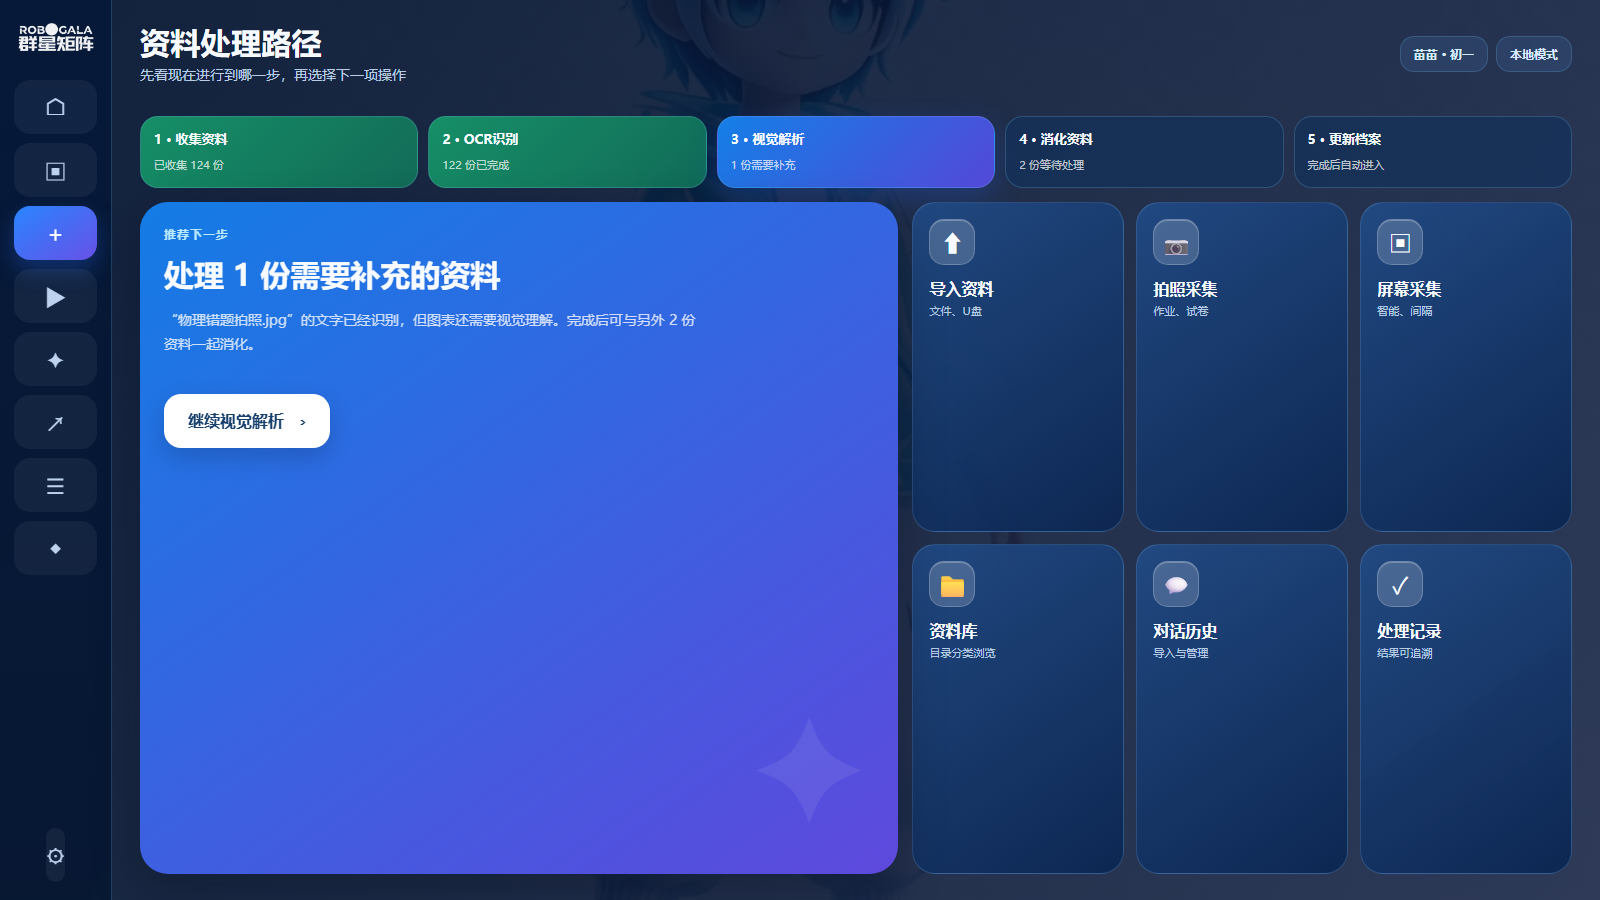 ROBOGALA
群星矩阵
资料处理路径
先看现在进行到哪一步，再选择下一项操作
苗苗 • 初一
本地模式
1 • 收集资料
已收集 124 份
2 • OCR识别
122 份已完成
3 • 视觉解析
1 份需要补充
4 • 消化资料
2 份等待处理
5 • 更新档案
完成后自动进入
推荐下一步
处理 1 份需要补充的资料
“物理错题拍照.jpg”的文字已经识别，但图表还需要视觉理解。完成后可与另外 2 份
资料一起消化。
继续视觉解析 ›
导入资料
文件、U盘
拍照采集
作业、试卷
屏幕采集
智能、间隔
资料库
目录分类浏览
对话历史
导入与管理
处理记录
结果可追溯